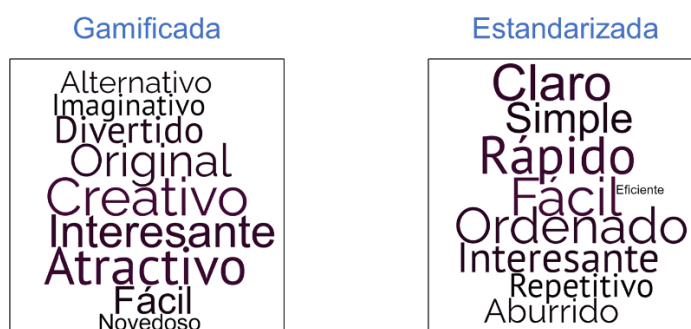 Gamificada
Alternativo
Imaginativo
Divertido
Original
Creativo
Interesante
Atractivo
Fácil
Novedoso
Estandarizada
Claro
Simple
Rápido
Fácil
Eficiente
Ordenado
Interesante
Repetitivo
Aburrido